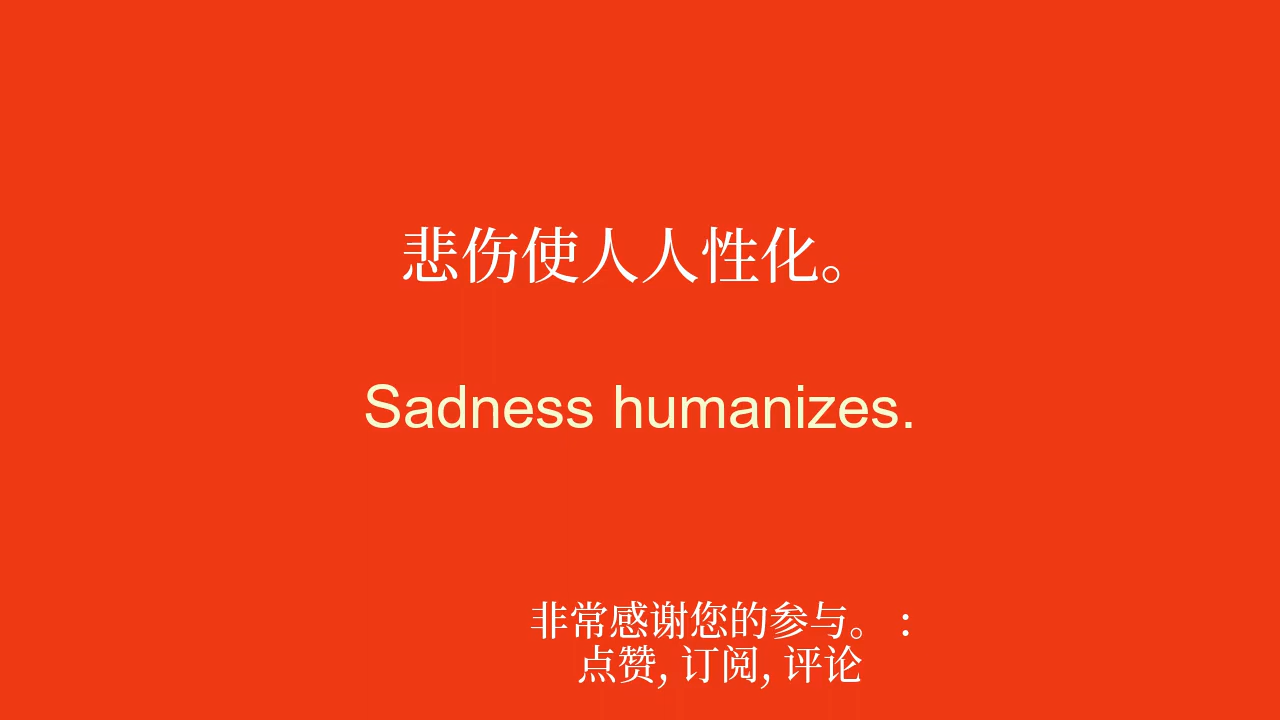 悲伤使人人性化。
Sadness humanizes.
非常感谢您的参与。 :
点赞, 订阅, 评论